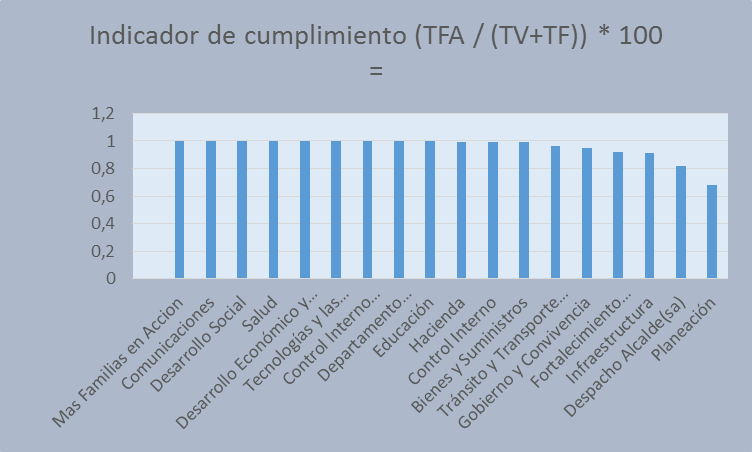 Indicador de cumplimiento (TFA / (TV+TF)) * 100
=
1,2
1
0,8
0,6
0,4
0,2
0
Mas Familias en Accion
Comunicaciones
Desarrollo Social
Salud
Desarrollo Económico y…
Tecnologías y las…
Control Interno…
Departamento…
Educación
Hacienda
Control Interno
Bienes y Suministros
Tránsito y Transporte…
Gobierno y Convivencia
Fortalecimiento…
Infraestructura
Despacho Alcalde(sa)
Planeación